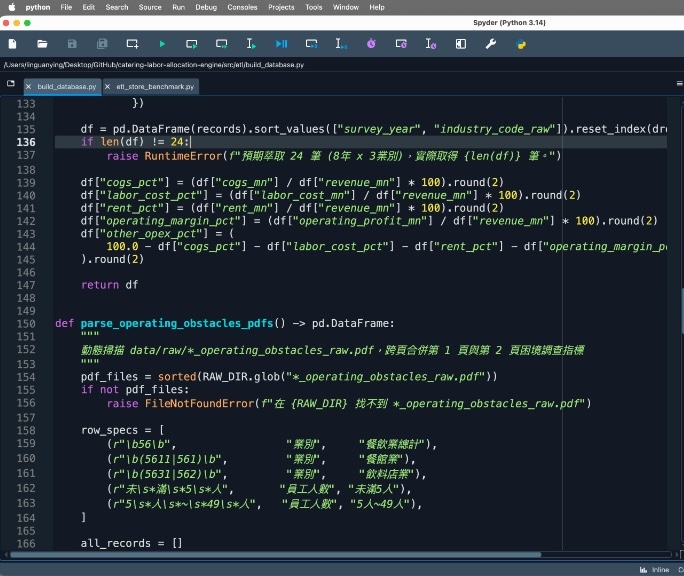 python File Edit Search Source Run Debug Consoles Projects Tools Window Help
Spyder (Python 3.14)
/Users/linguanying/Desktop/GitHub/catering-labor-allocation-engine/src/etl/build_database.py
build_database.py etl_store_benchmark.py
133 })
134
135 df = pd.DataFrame(records).sort_values(["survey_year", "industry_code_raw"]).reset_index(dro
136 if len(df) != 24:
137 raise RuntimeError(f"預期萃取 24 筆 (8年 x 3業別)，實際取得 {len(df)} 筆。")
138
139 df["cogs_pct"] = (df["cogs_mn"] / df["revenue_mn"] * 100).round(2)
140 df["labor_cost_pct"] = (df["labor_cost_mn"] / df["revenue_mn"] * 100).round(2)
141 df["rent_pct"] = (df["rent_mn"] / df["revenue_mn"] * 100).round(2)
142 df["operating_margin_pct"] = (df["operating_profit_mn"] / df["revenue_mn"] * 100).round(2)
143 df["other_opex_pct"] = (
144 100.0 - df["cogs_pct"] - df["labor_cost_pct"] - df["rent_pct"] - df["operating_margin_p
145 ).round(2)
146
147 return df
148
149
150 def parse_operating_obstacles_pdfs() -> pd.DataFrame:
151 """
152 動態掃描 data/raw/*_operating_obstacles_raw.pdf，跨頁合併第 1 頁與第 2 頁困境調查指標
153 """
154 pdf_files = sorted(RAW_DIR.glob("*_operating_obstacles_raw.pdf"))
155 if not pdf_files:
156 raise FileNotFoundError(f"在 {RAW_DIR} 找不到 *_operating_obstacles_raw.pdf")
157
158 row_specs = [
159 (r"\b56\b", "業別", "餐飲業總計"),
160 (r"\b(5611|561)\b", "業別", "餐館業"),
161 (r"\b(5631|562)\b", "業別", "飲料店業"),
162 (r"未\s*滿\s*5\s*人", "員工人數", "未滿5人"),
163 (r"5\s*人\s*~\s*49\s*人", "員工人數", "5人~49人"),
164 ]
165
166 all_records = []
Inline